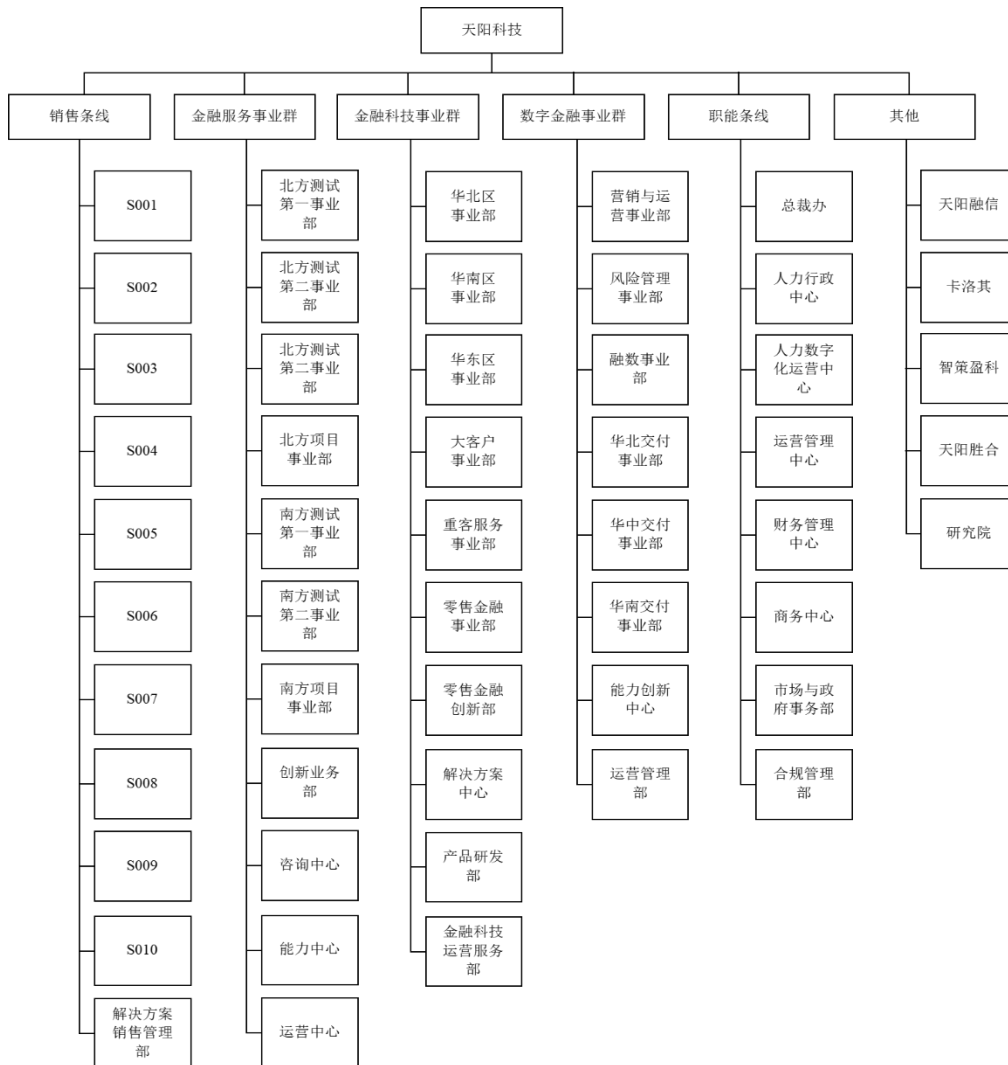 天阳科技
销售条线
金融服务事业群
金融科技事业群
数字金融事业群
职能条线
其他
S001
S002
S003
S004
S005
S006
S007
S008
S009
S010
解决方案
销售管理
部
北方测试
第一事业
部
北方测试
第二事业
部
北方测试
第二事业
部
北方项目
事业部
南方测试
第一事业
部
南方测试
第二事业
部
南方项目
事业部
创新业务
部
咨询中心
能力中心
运营中心
华北区
事业部
华南区
事业部
华东区
事业部
大客户
事业部
重客服务
事业部
零售金融
事业部
零售金融
创新部
解决方案
中心
产品研发
部
金融科技
运营服务
部
营销与运
营事业部
风险管理
事业部
融数事业
部
华北交付
事业部
华中交付
事业部
华南交付
事业部
能力创新
中心
运营管理
部
总裁办
人力行政
中心
人力数字
化运营中
心
运营管理
中心
财务管理
中心
商务中心
市场与政
府事务部
合规管理
部
天阳融信
卡洛其
智策盈科
天阳胜合
研究院